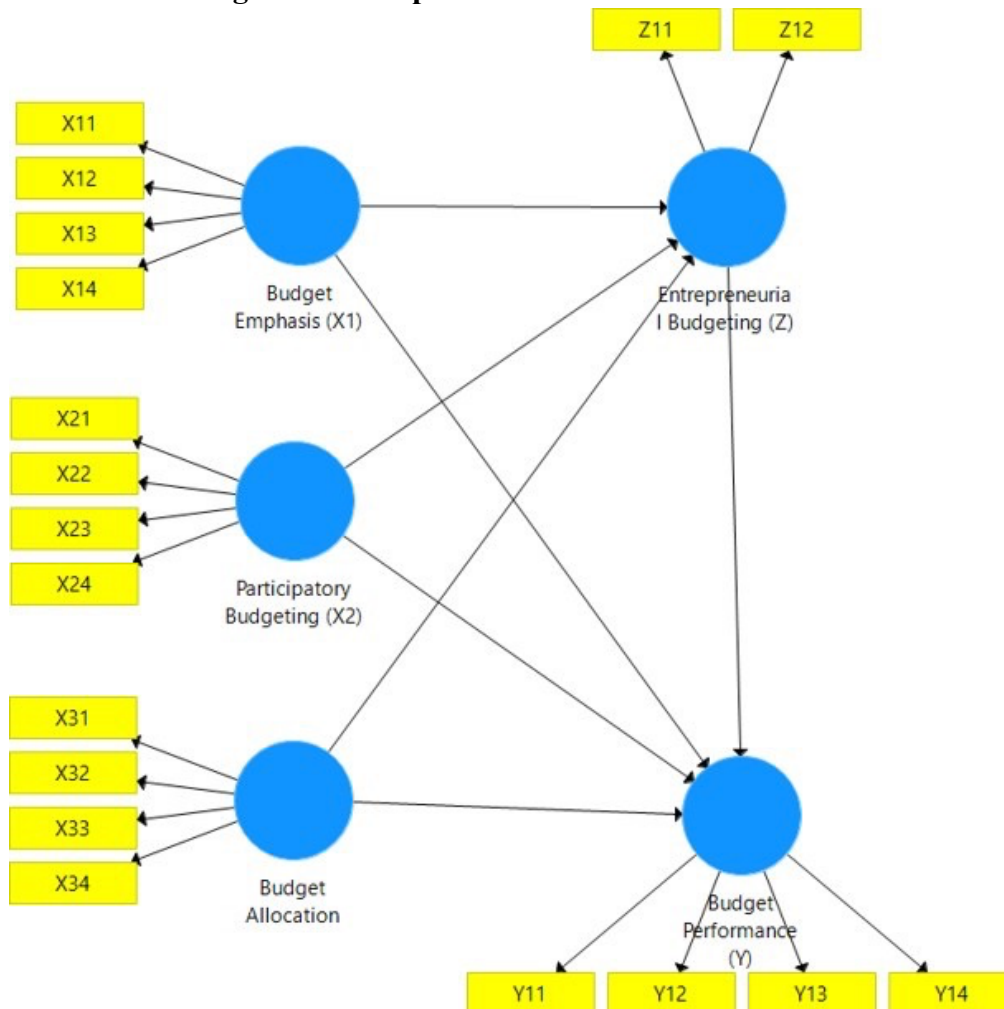 Z11 Z12
X11
X12
X13
X14
Budget
Emphasis (X1)
Entrepreneuria
l Budgeting (Z)
X21
X22
X23
X24
Participatory
Budgeting (X2)
X31
X32
X33
X34
Budget
Allocation
Budget
Performance
(Y)
Y11 Y12 Y13 Y14